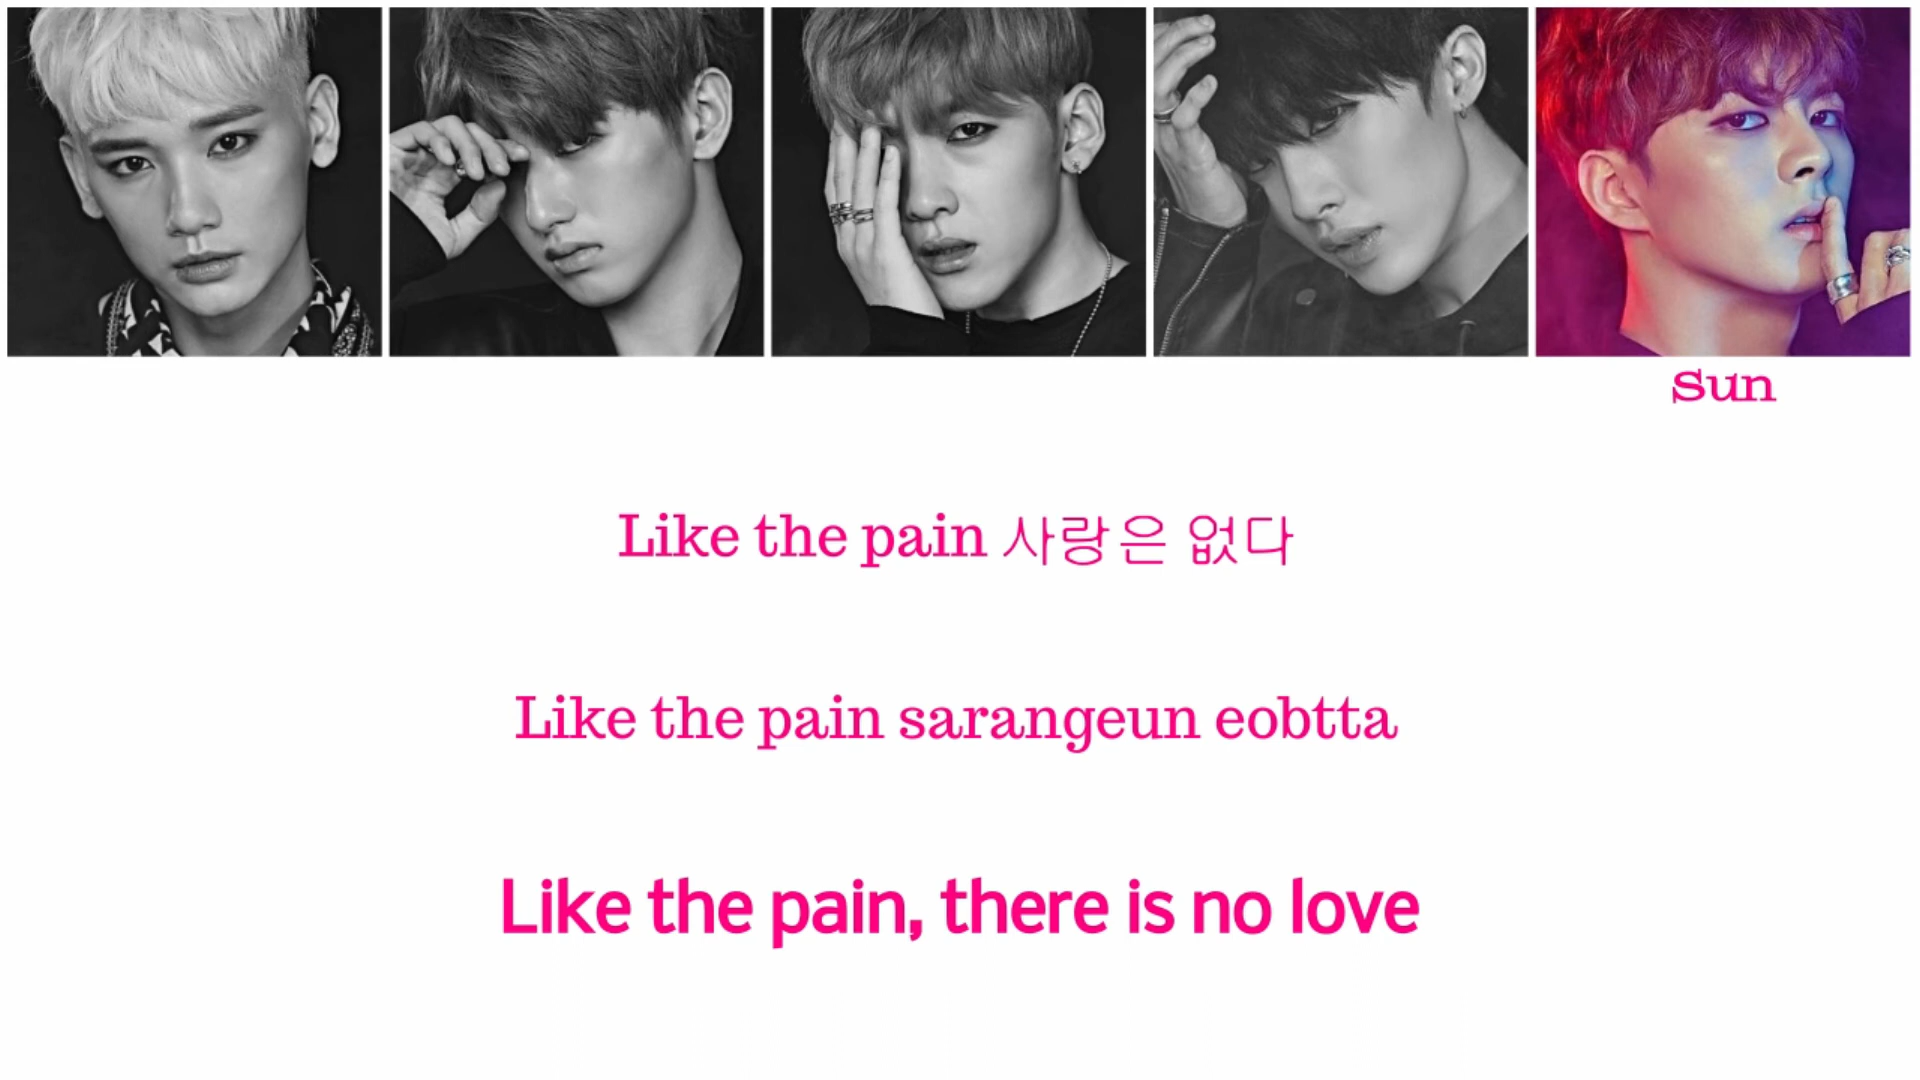 Sun
Like the pain 사랑은 없다
Like the pain sarangeun eobtta
Like the pain, there is no love